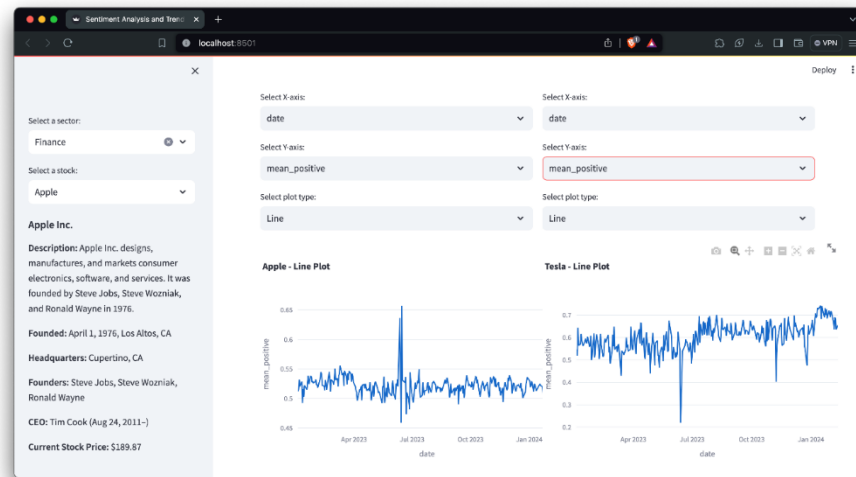 Sentiment Analysis and Trend
localhost:8501
VPN
Deploy
Select a sector:
Finance
Select a stock:
Apple
Apple Inc.
Description: Apple Inc. designs,
manufactures, and markets consumer
electronics, software, and services. It was
founded by Steve Jobs, Steve Wozniak,
and Ronald Wayne in 1976.
Founded: April 1, 1976, Los Altos, CA
Headquarters: Cupertino, CA
Founders: Steve Jobs, Steve Wozniak,
Ronald Wayne
CEO: Tim Cook (Aug 24, 2011–)
Current Stock Price: $189.87
Select X-axis:
date
Select Y-axis:
mean_positive
Select plot type:
Line
Apple - Line Plot
0.65
0.6
0.55
0.5
0.45
mean_positive
Apr 2023
Jul 2023
Oct 2023
Jan 2024
date
Select X-axis:
date
Select Y-axis:
mean_positive
Select plot type:
Line
Tesla - Line Plot
0.7
0.6
0.5
0.4
0.3
0.2
mean_positive
Apr 2023
Jul 2023
Oct 2023
Jan 2024
date